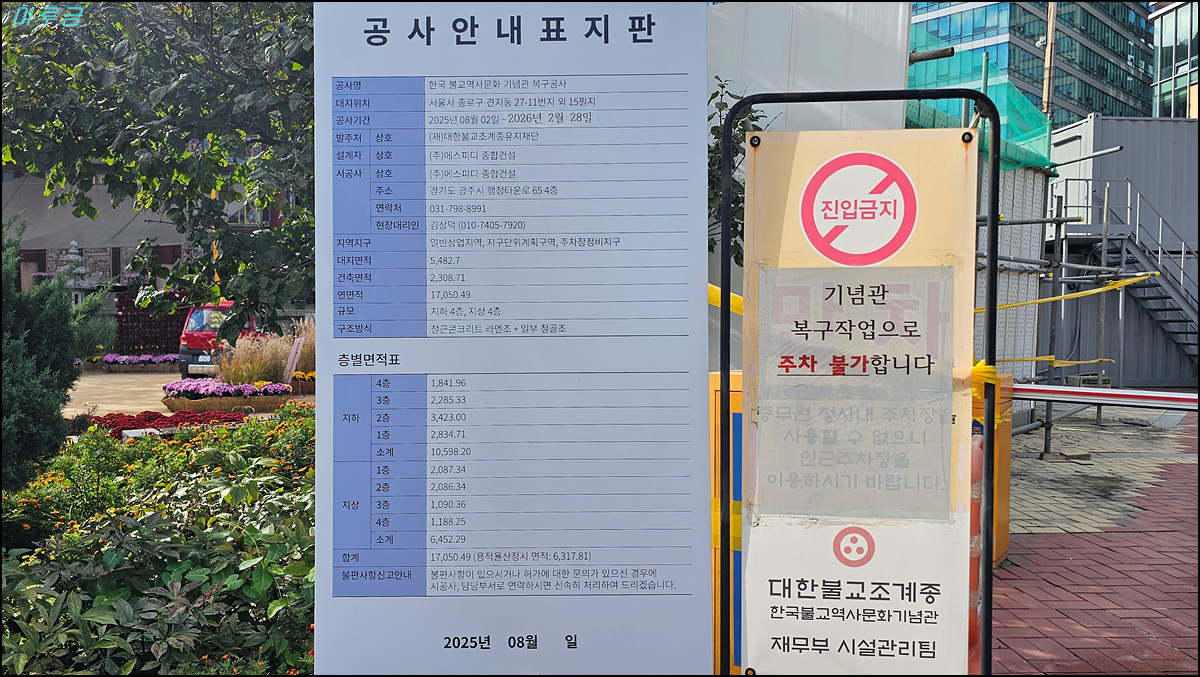 마루금
공사안내표지판
공사명 한국 불교역사문화 기념관 복구공사
대지위치 서울시 종로구 견지동 27-11번지 외 15필지
공사기간 2025년 08월 02일 ~ 2026년 2월 28일
발주처 상호 (재)대한불교조계종유지재단
설계자 상호 (주)에스피디 종합건설
시공사 상호 (주)에스피디 종합건설
주소 경기도 광주시 행정타운로 65 4층
연락처 031-798-8991
현장대리인 김상덕 (010-7405-7920)
지역지구 일반상업지역, 지구단위계획구역, 주차장정비지구
대지면적 5,482.7
건축면적 2,308.71
연면적 17,050.49
규모 지하 4층, 지상 4층
구조방식 철근콘크리트 라멘조 + 일부 철골조
층별면적표
지하 4층 1,841.96
3층 2,285.33
2층 3,423.00
1층 2,834.71
소계 10,598.20
지상 1층 2,087.34
2층 2,086.34
3층 1,090.36
4층 1,188.25
소계 6,452.29
합계 17,050.49 (용적율산정시 면적: 6,317.81)
불편사항신고안내 불편사항이 있으시거나 허가에 대한 문의가 있으신 경우에
시공사, 담당부서로 연락하시면 신속히 처리하여 드리겠습니다.
2025년 08월 일
진입금지
기념관
복구작업으로
주차 불가합니다
총무원 청사내 주차장을
사용할 수 없으니
인근주차장을
이용하시기 바랍니다.
대한불교조계종
한국불교역사문화기념관
재무부 시설관리팀